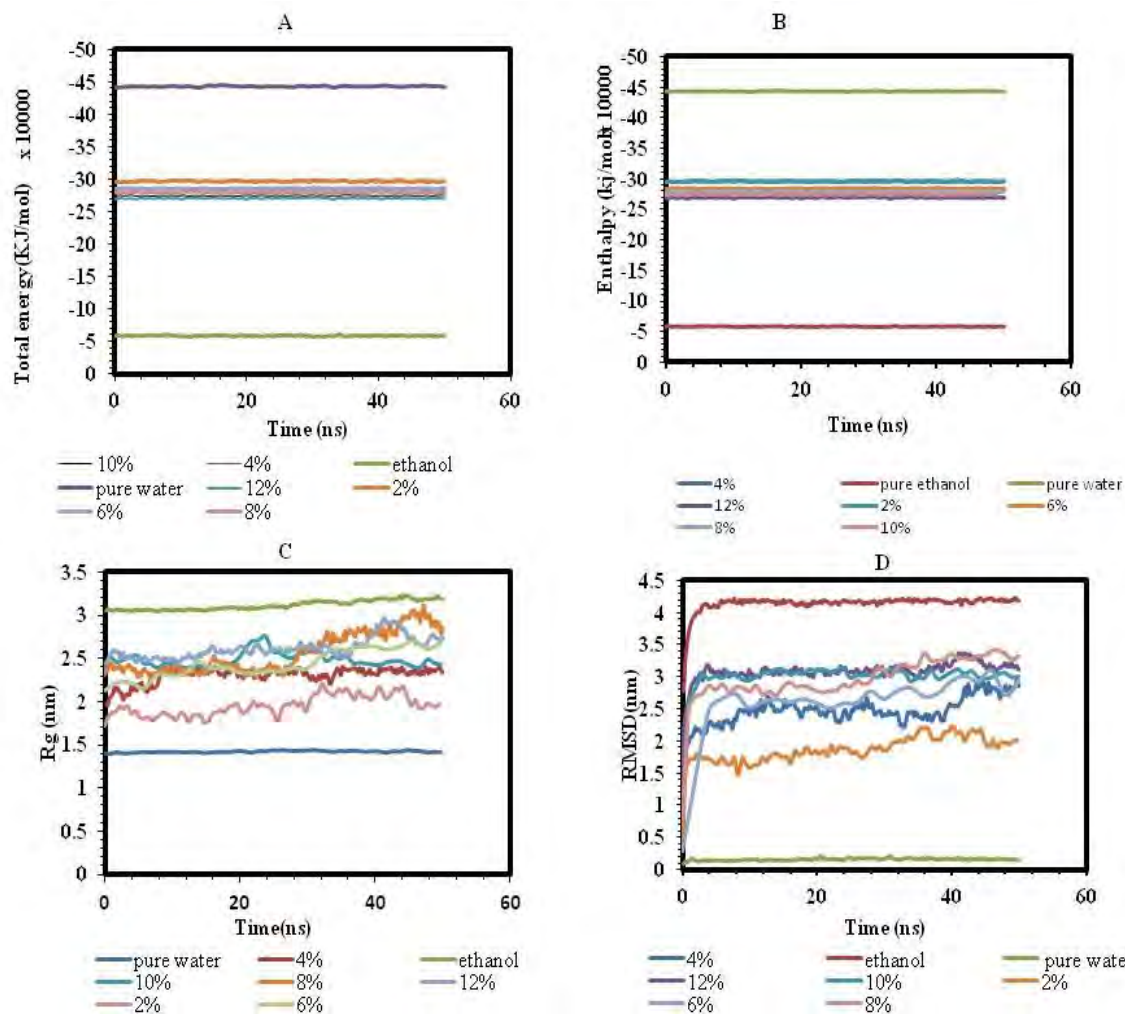 A
Total energy(KJ/mol) x 10000
-50
-45
-40
-35
-30
-25
-20
-15
-10
-5
0
0 20 40 60
Time (ns)
10% 4% ethanol
pure water 12% 2%
6% 8%
B
Enthalpy (kj/mol) x 10000
-50
-45
-40
-35
-30
-25
-20
-15
-10
-5
0
0 20 40 60
Time (ns)
4% pure ethanol pure water
12% 2% 6%
8% 10%
C
Rg(nm)
3.5
3
2.5
2
1.5
1
0.5
0
0 20 40 60
Time(ns)
pure water 4% ethanol
10% 8% 12%
2% 6%
D
RMSD(nm)
4.5
4
3.5
3
2.5
2
1.5
1
0.5
0
0 20 40 60
Time (ns)
4% ethanol pure wate
12% 10% 2%
6% 8%